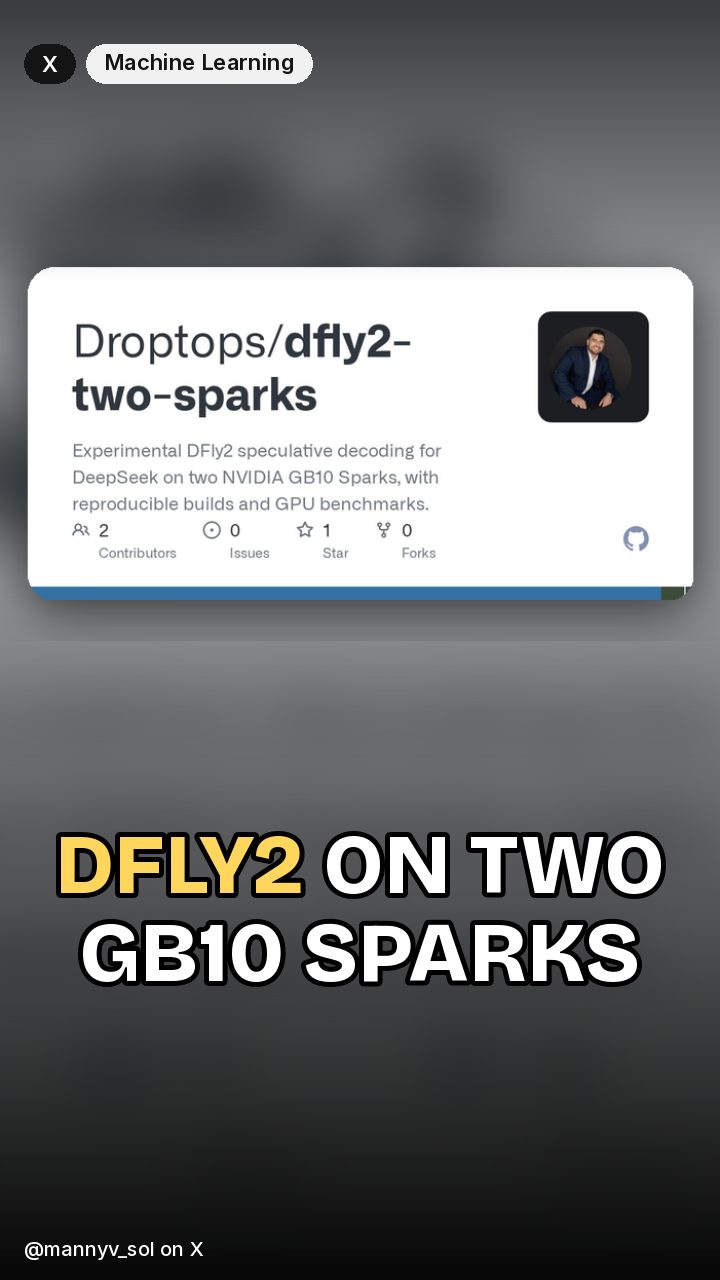 X
Machine Learning
Droptops/dfly2-
two-sparks
Experimental DFly2 speculative decoding for
DeepSeek on two NVIDIA GB10 Sparks, with
reproducible builds and GPU benchmarks.
2 0 1 0
Contributors Issues Star Forks
DFLY2 ON TWO
GB10 SPARKS
@mannyv_sol on X